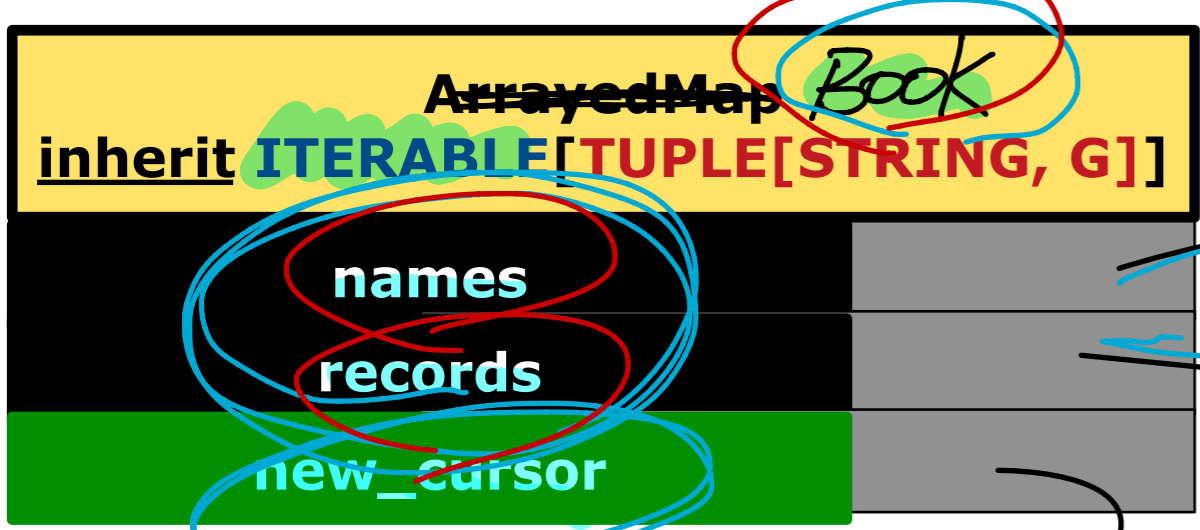 ArrayedMap Book
inherit ITERABLE[TUPLE[STRING, G]]
names
records
new_cursor